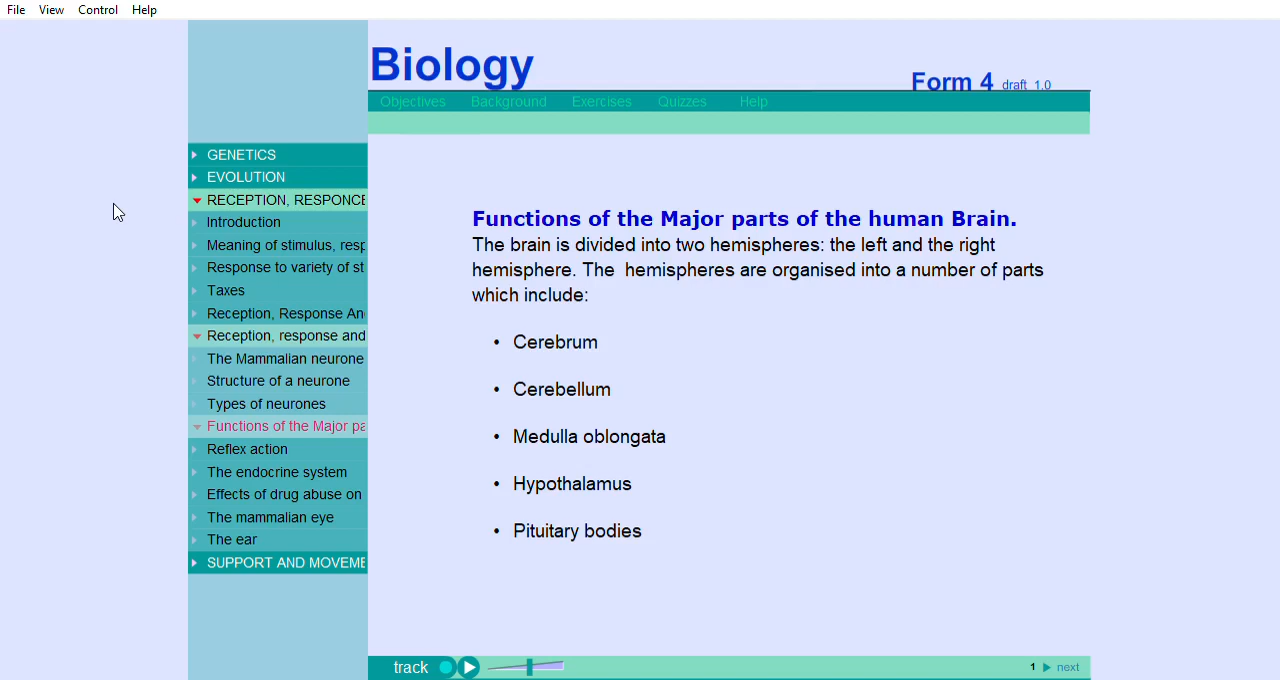 File View Control Help
Biology
Form 4 draft 1.0
Objectives Background Exercises Quizzes Help
GENETICS
EVOLUTION
RECEPTION, RESPONCE
Introduction
Meaning of stimulus, resp
Response to variety of st
Taxes
Reception, Response An
Reception, response and
The Mammalian neurone
Structure of a neurone
Types of neurones
Functions of the Major pa
Reflex action
The endocrine system
Effects of drug abuse on
The mammalian eye
The ear
SUPPORT AND MOVEME
Functions of the Major parts of the human Brain.
The brain is divided into two hemispheres: the left and the right
hemisphere. The hemispheres are organised into a number of parts
which include:
• Cerebrum
• Cerebellum
• Medulla oblongata
• Hypothalamus
• Pituitary bodies
track
1 next